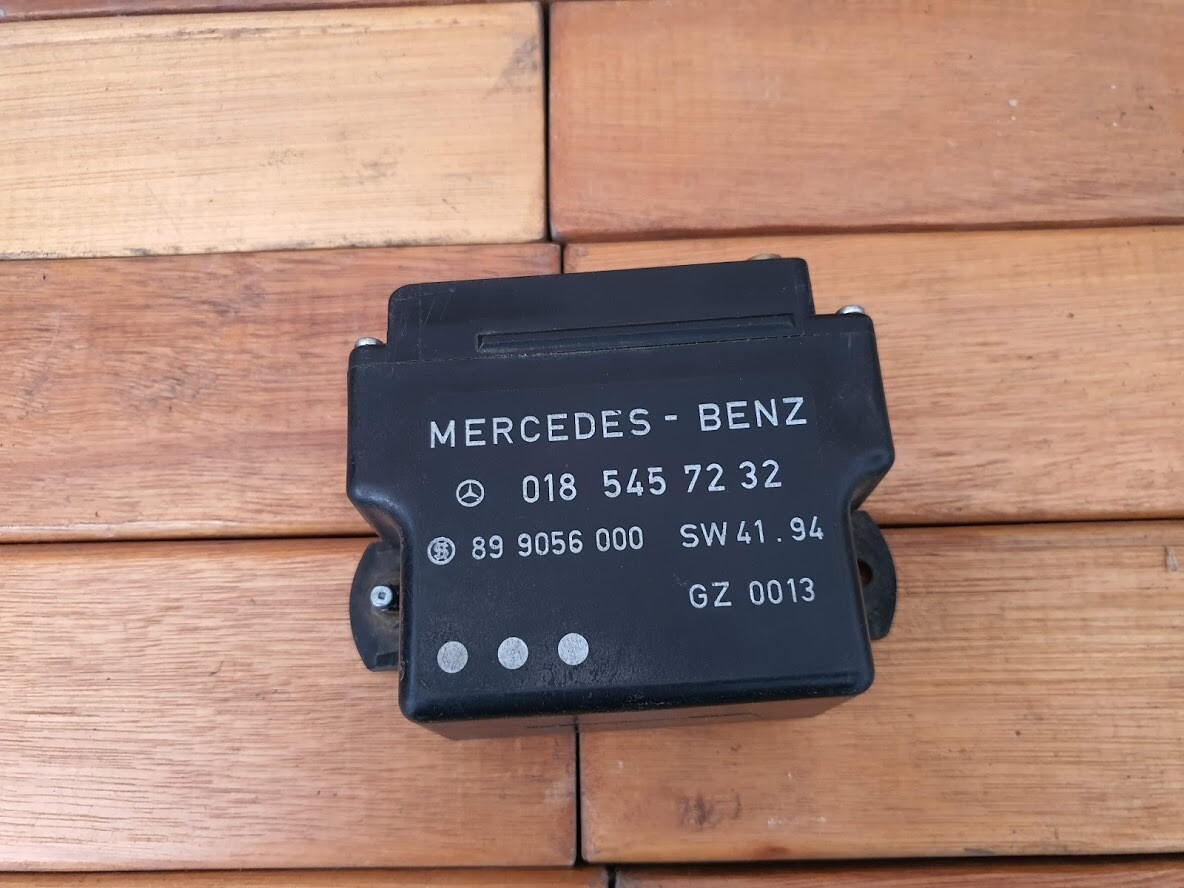 MERCEDES - BENZ
018 545 72 32
89 9056 000 SW 41 . 94
GZ 0013